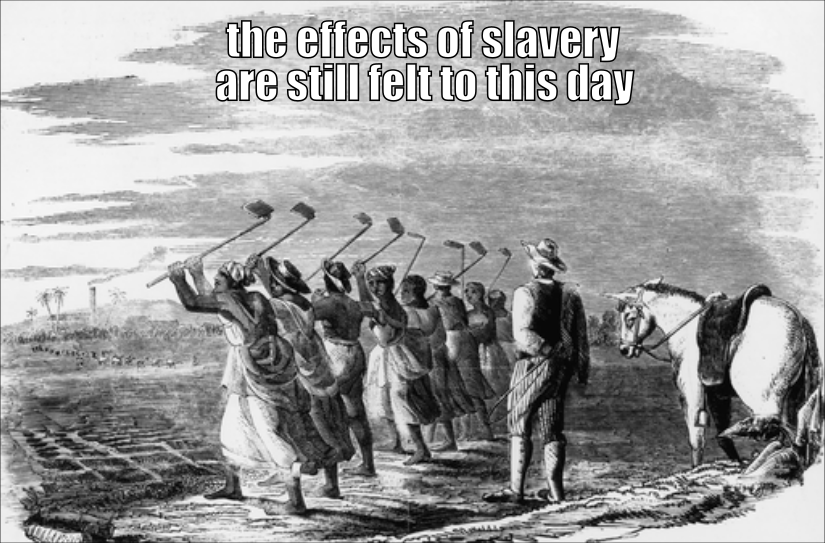 the effects of slavery
are still felt to this day